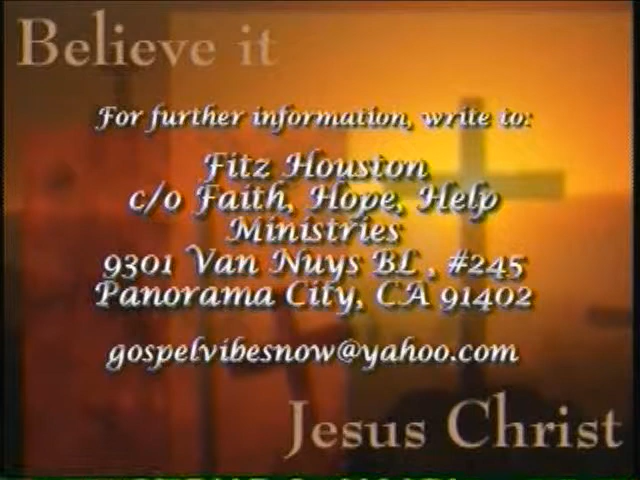 Believe it
For further information, write to:
Fitz Houston
c/o Faith, Hope, Help
Ministries
9301 Van Nuys BL , #245
Panorama City, CA 91402
gospelvibesnow@yahoo.com
Jesus Christ